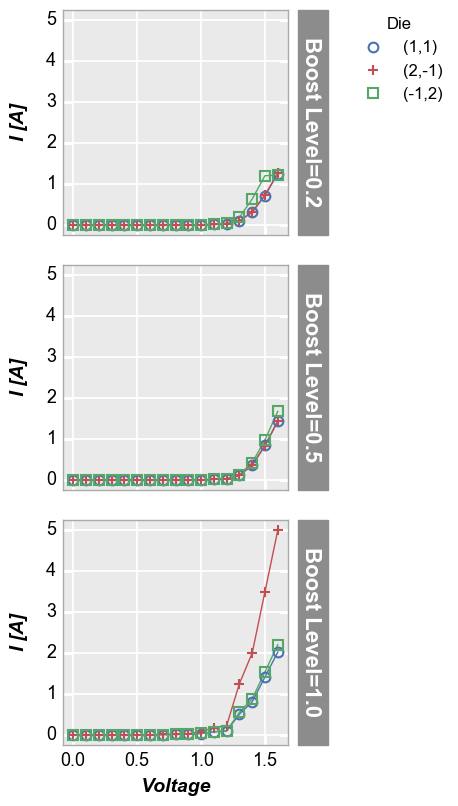 Die
(1,1)
(2,-1)
(-1,2)
5
4
3
2
1
0
I [A]
Boost Level=0.2
5
4
3
2
1
0
I [A]
Boost Level=0.5
5
4
3
2
1
0
I [A]
Boost Level=1.0
0.0 0.5 1.0 1.5
Voltage